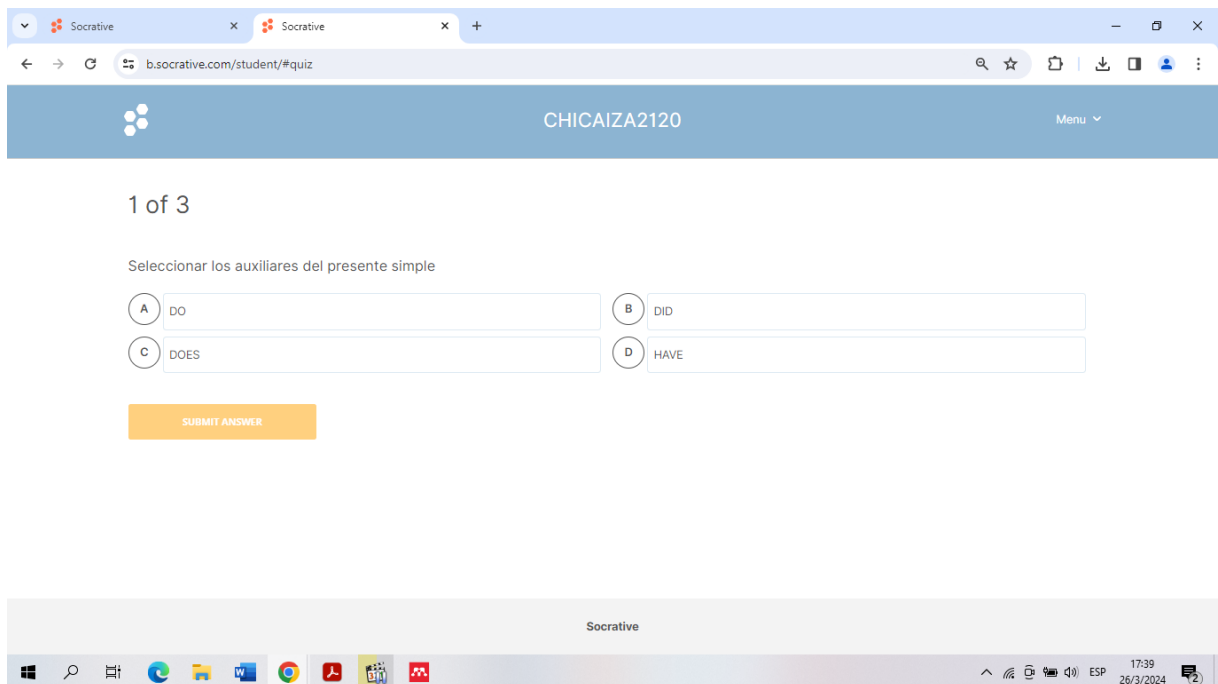 Socrative
Socrative
b.socrative.com/student/#quiz
CHICAIZA2120
Menu
1 of 3
Seleccionar los auxiliares del presente simple
A DO
B DID
C DOES
D HAVE
SUBMIT ANSWER
Socrative
ESP
17:39
26/3/2024
2